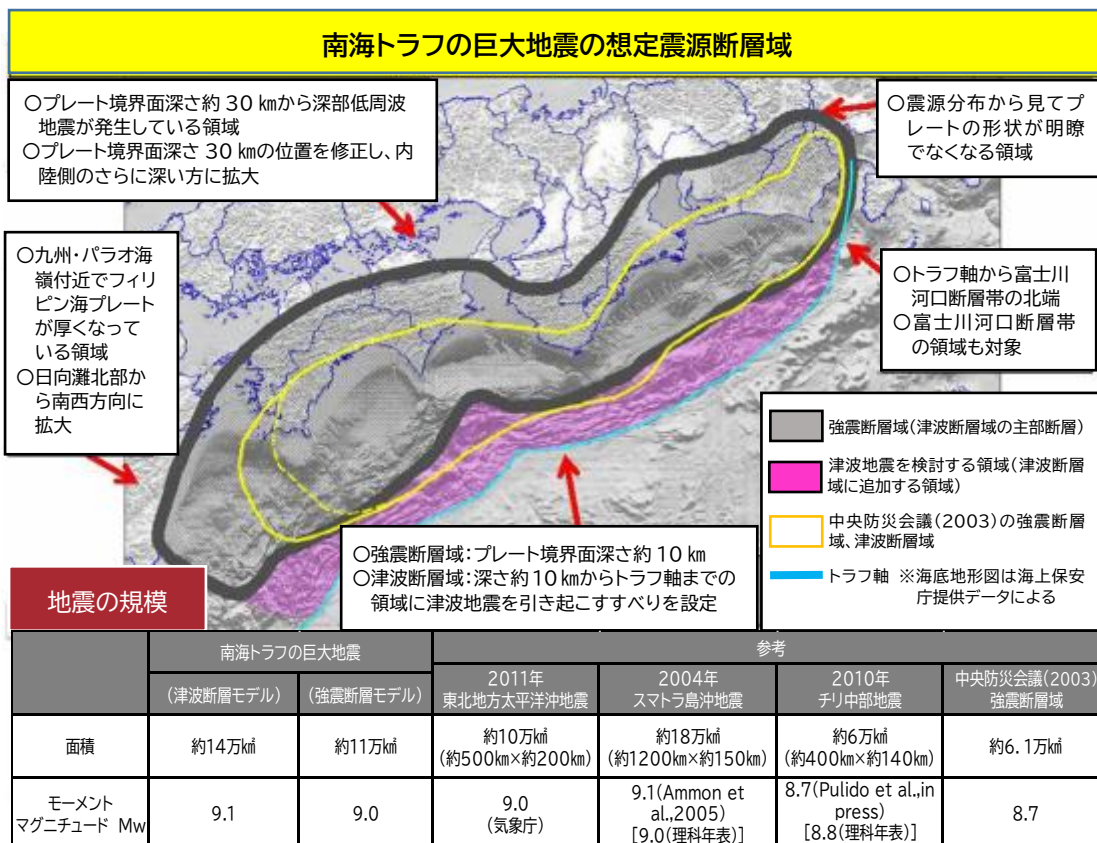 南海トラフの巨大地震の想定震源断層域
○プレート境界面深さ約 30 ㎞から深部低周波
地震が発生している領域
○プレート境界面深さ 30 ㎞の位置を修正し、内
陸側のさらに深い方に拡大
○震源分布から見てプ
レートの形状が明瞭
でなくなる領域
○九州・パラオ海
嶺付近でフィリ
ピン海プレート
が厚くなって
いる領域
○日向灘北部か
ら南西方向に
拡大
○トラフ軸から富士川
河口断層帯の北端
○富士川河口断層帯
の領域も対象
強震断層域(津波断層域の主部断層)
津波地震を検討する領域(津波断層
域に追加する領域)
中央防災会議(2003)の強震断層
域、津波断層域
トラフ軸 ※海底地形図は海上保安
庁提供データによる
○強震断層域:プレート境界面深さ約 10 ㎞
○津波断層域:深さ約 10 ㎞からトラフ軸までの
領域に津波地震を引き起こすすべりを設定
地震の規模
南海トラフの巨大地震 参考
(津波断層モデル) (強震断層モデル) 2011年 2004年 2010年 中央防災会議(2003)
東北地方太平洋沖地震 スマトラ島沖地震 チリ中部地震 強震断層域
面積 約14万㎢ 約11万㎢ 約10万㎢ 約18万㎢ 約6万㎢ 約6.1万㎢
(約500km×約200km) (約1200km×約150km) (約400km×約140km)
モーメント
マグニチュード Mw 9.1 9.0 9.0 9.1(Ammon et 8.7(Pulido et al.,in 8.7
(気象庁) al.,2005) press)
[9.0(理科年表)] [8.8(理科年表)]